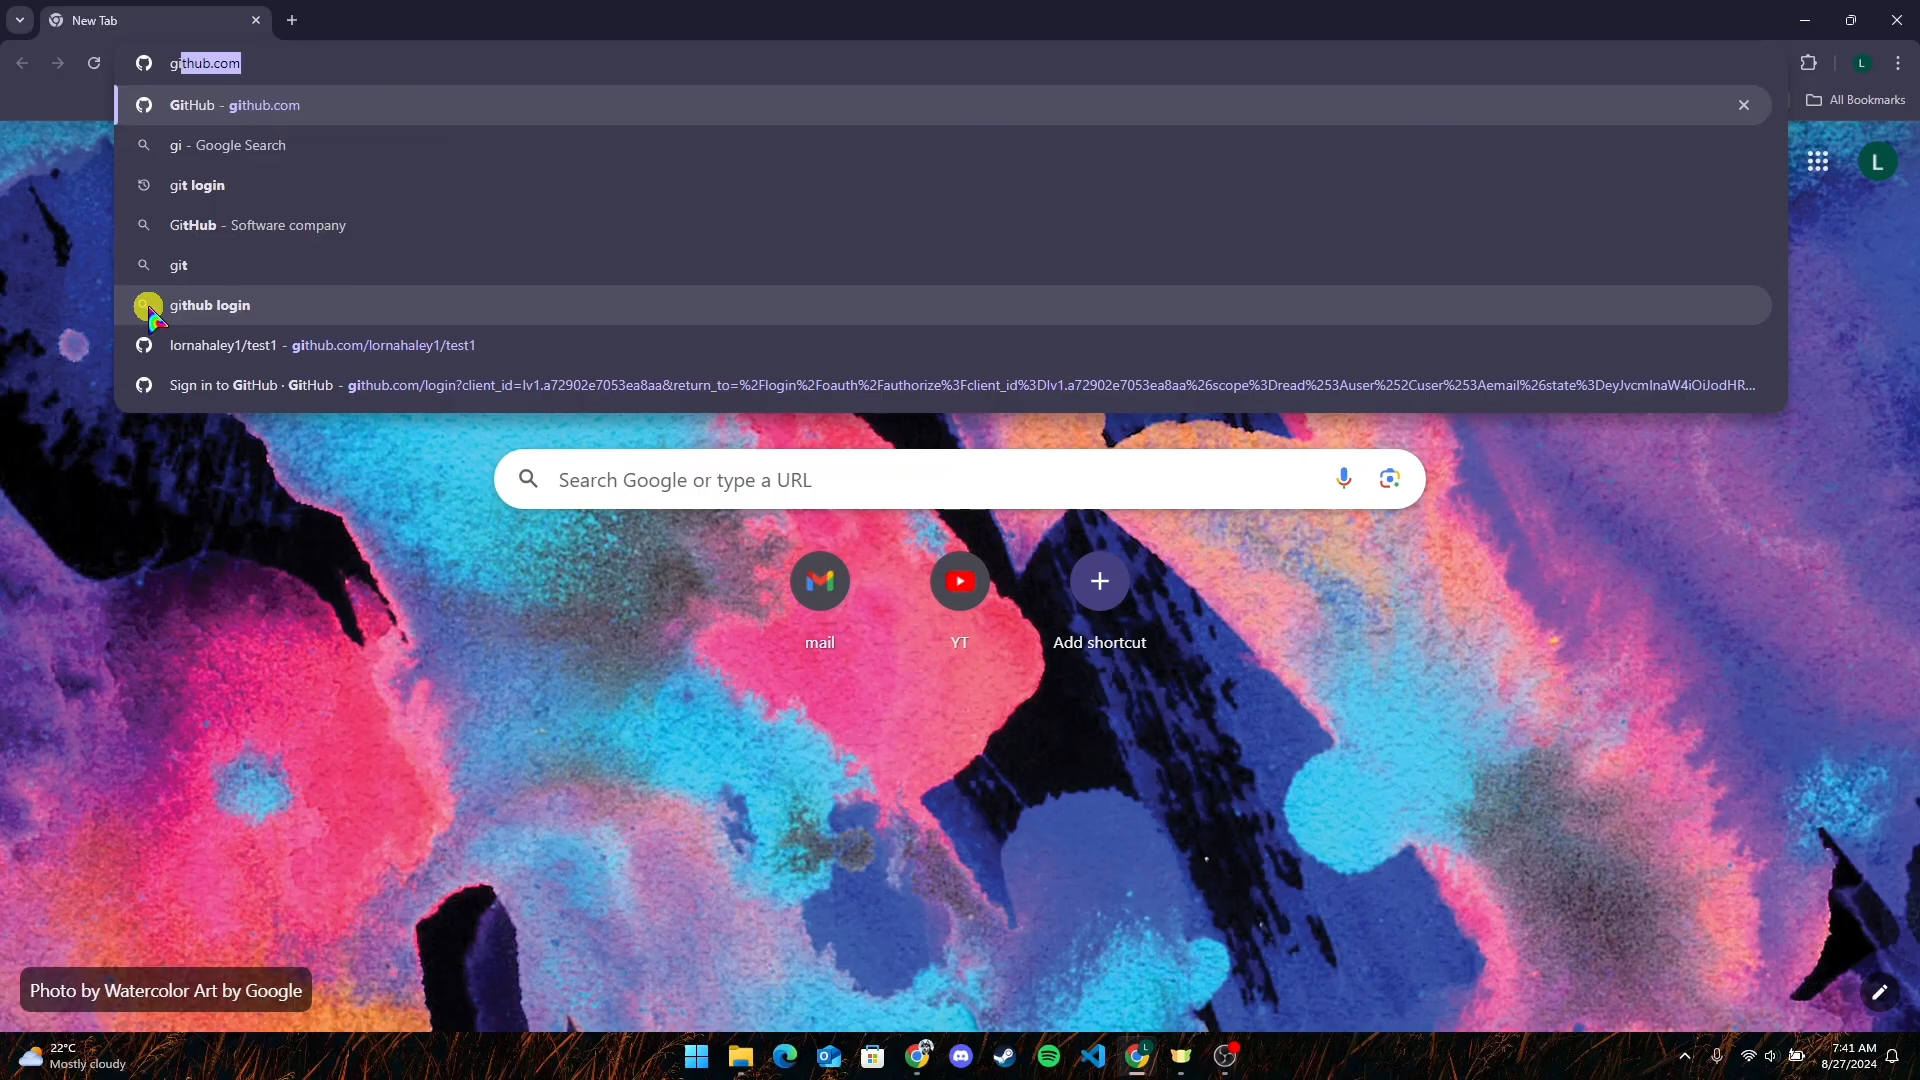 New Tab
github.com
All Bookmarks
GitHub - github.com
gi - Google Search
git login
GitHub - Software company
git
github login
lornahaley1/test1 - github.com/lornahaley1/test1
Sign in to GitHub · GitHub - github.com/login?client_id=Iv1.a72902e7053ea8aa&return_to=%2Flogin%2Foauth%2Fauthorize%3Fclient_id%3DIv1.a72902e7053ea8aa%26scope%3Dread%253Auser%252Cuser%253Aemail%26state%3DeyJvcmlnaW4iOiJodHR...
L
L
Search Google or type a URL
mail
YT
Add shortcut
Photo by Watercolor Art by Google
22°C
Mostly cloudy
L
7:41 AM
8/27/2024